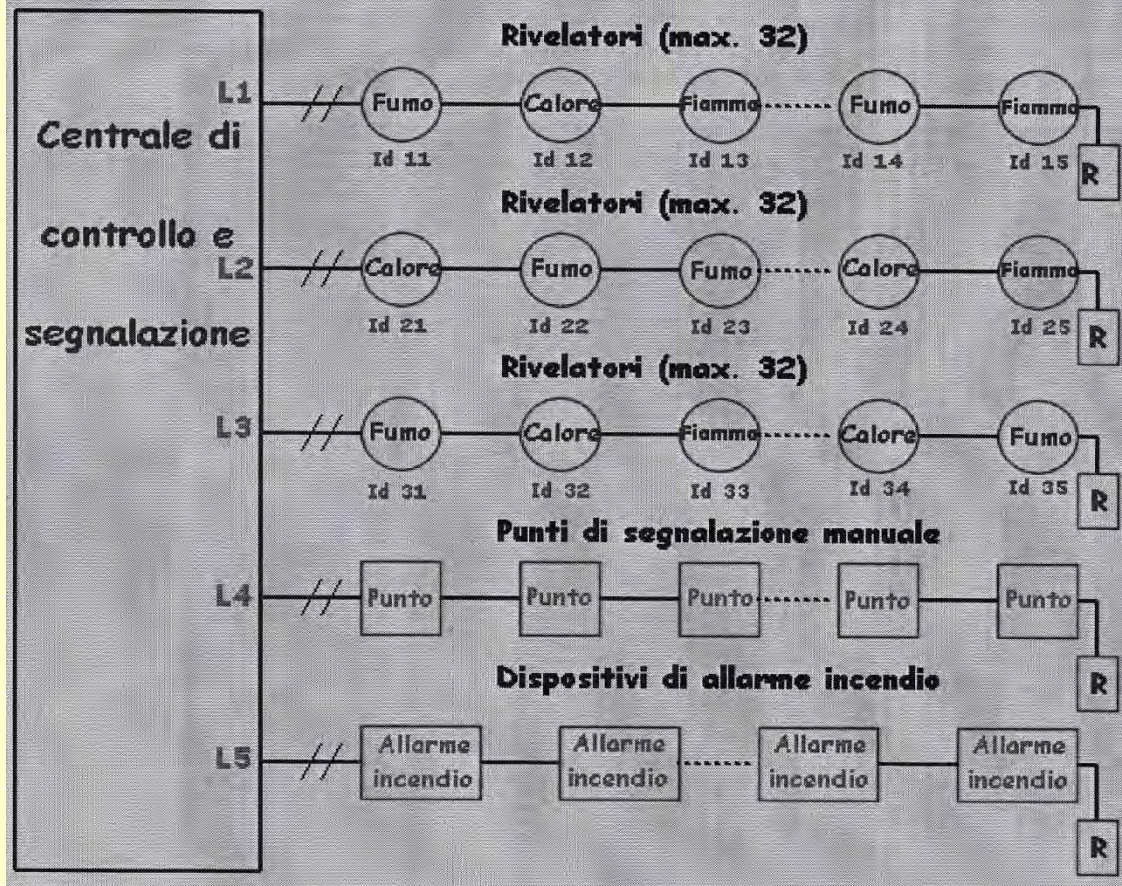 Rivelatori (max. 32)
L1
Fumo
Calore
Fiamma
Fumo
Fiamma
Centrale di
Id 11
Id 12
Id 13
Id 14
Id 15
R
Rivelatori (max. 32)
controllo e
L2
Calore
Fumo
Fumo
Calore
Fiamma
segnalazione
Id 21
Id 22
Id 23
Id 24
Id 25
R
Rivelatori (max. 32)
L3
Fumo
Calore
Fiamma
Calore
Fumo
Id 31
Id 32
Id 33
Id 34
Id 35
R
Punti di segnalazione manuale
L4
Punto
Punto
Punto
Punto
Punto
Dispositivi di allarme incendio
R
L5
Allarme
incendio
Allarme
incendio
Allarme
incendio
Allarme
incendio
R